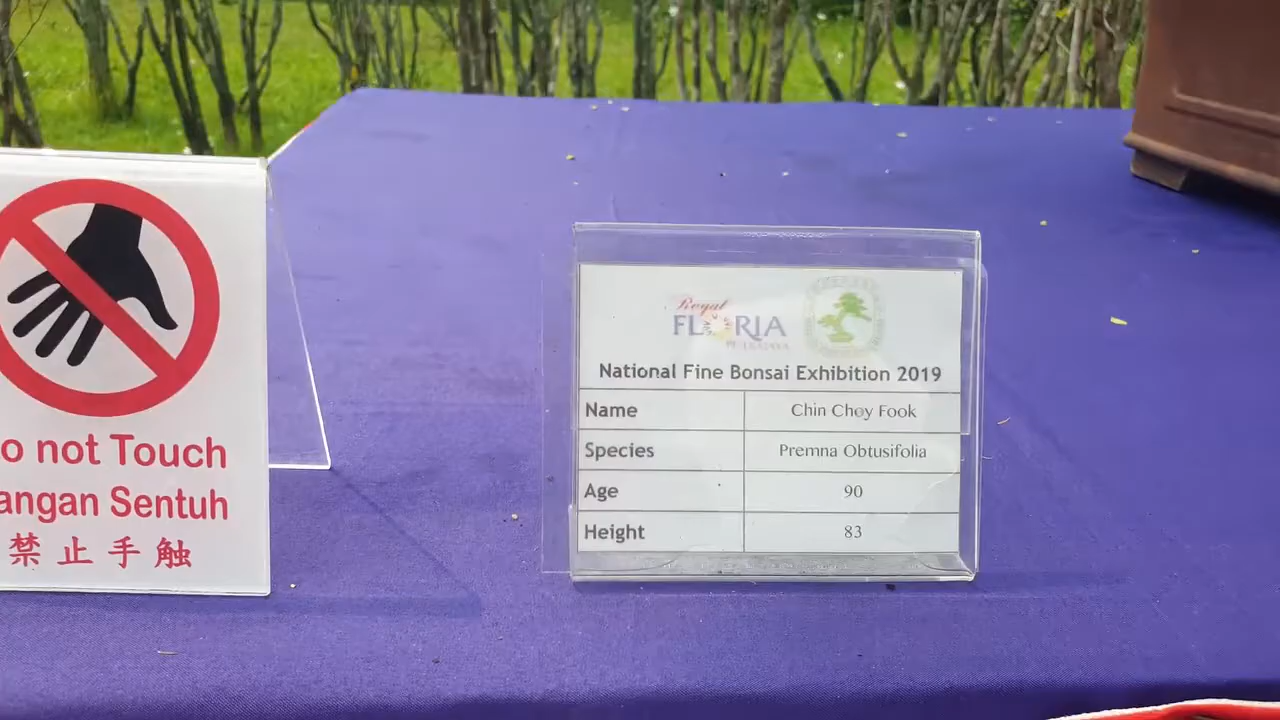 o not Touch
angan Sentuh
禁止手触
Royal
FLORIA
PUTRAJAYA
National Fine Bonsai Exhibition 2019
Name Chin Choy Fook
Species Premna Obtusifolia
Age 90
Height 83